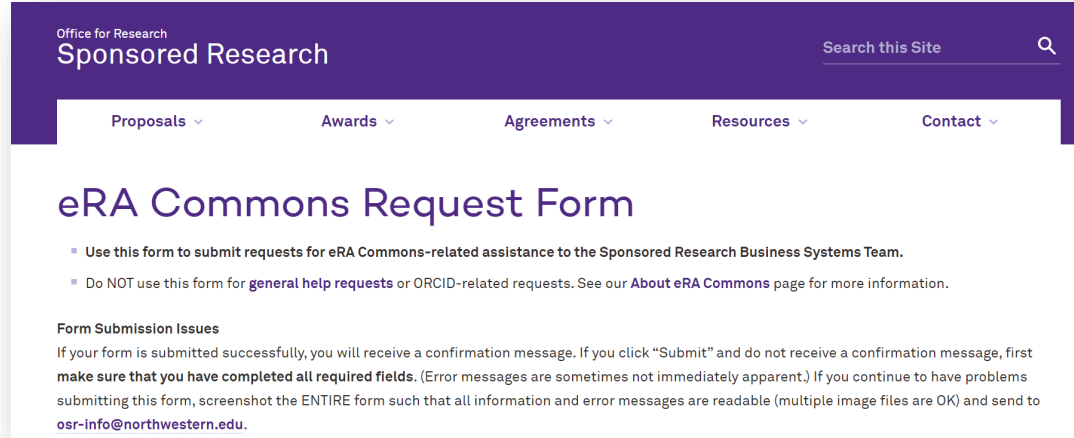 Office for Research
Sponsored Research
Search this Site
Proposals
Awards
Agreements
Resources
Contact
eRA Commons Request Form
Use this form to submit requests for eRA Commons-related assistance to the Sponsored Research Business Systems Team.
Do NOT use this form for general help requests or ORCID-related requests. See our About eRA Commons page for more information.
Form Submission Issues
If your form is submitted successfully, you will receive a confirmation message. If you click “Submit” and do not receive a confirmation message, first
make sure that you have completed all required fields. (Error messages are sometimes not immediately apparent.) If you continue to have problems
submitting this form, screenshot the ENTIRE form such that all information and error messages are readable (multiple image files are OK) and send to
osr-info@northwestern.edu.